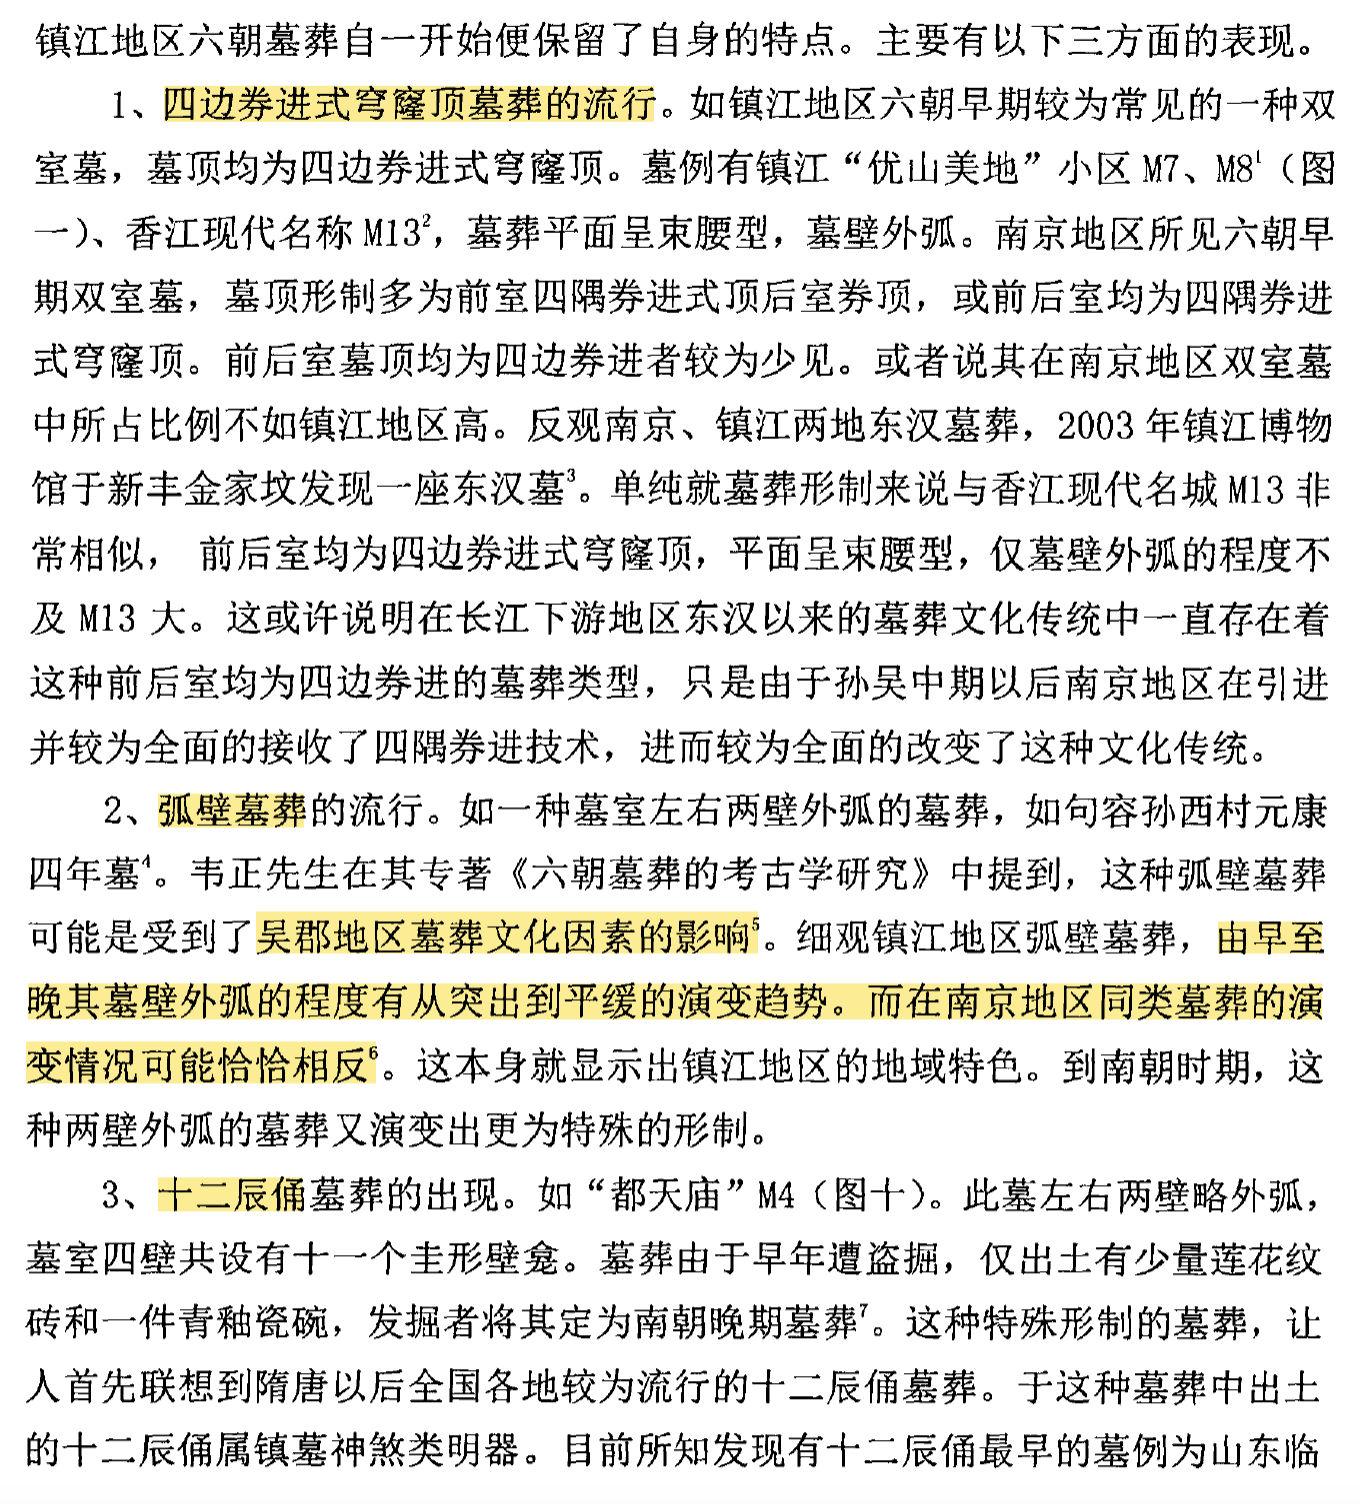 镇江地区六朝墓葬自一开始便保留了自身的特点。主要有以下三方面的表现。
1、四边券进式穹窿顶墓葬的流行。如镇江地区六朝早期较为常见的一种双
室墓，墓顶均为四边券进式穹窿顶。墓例有镇江“优山美地”小区M7、M8¹（图
一）、香江现代名称M13²，墓葬平面呈束腰型，墓壁外弧。南京地区所见六朝早
期双室墓，墓顶形制多为前室四隅券进式顶后室券顶，或前后室均为四隅券进
式穹窿顶。前后室墓顶均为四边券进者较为少见。或者说其在南京地区双室墓
中所占比例不如镇江地区高。反观南京、镇江两地东汉墓葬，2003年镇江博物
馆于新丰金家坟发现一座东汉墓³。单纯就墓葬形制来说与香江现代名城M13非
常相似， 前后室均为四边券进式穹窿顶，平面呈束腰型，仅墓壁外弧的程度不
及M13大。这或许说明在长江下游地区东汉以来的墓葬文化传统中一直存在着
这种前后室均为四边券进的墓葬类型，只是由于孙吴中期以后南京地区在引进
并较为全面的接收了四隅券进技术，进而较为全面的改变了这种文化传统。
2、弧壁墓葬的流行。如一种墓室左右两壁外弧的墓葬，如句容孙西村元康
四年墓⁴。韦正先生在其专著《六朝墓葬的考古学研究》中提到，这种弧壁墓葬
可能是受到了吴郡地区墓葬文化因素的影响⁵。细观镇江地区弧壁墓葬，由早至
晚其墓壁外弧的程度有从突出到平缓的演变趋势。而在南京地区同类墓葬的演
变情况可能恰恰相反⁶。这本身就显示出镇江地区的地域特色。到南朝时期，这
种两壁外弧的墓葬又演变出更为特殊的形制。
3、十二辰俑墓葬的出现。如“都天庙”M4（图十）。此墓左右两壁略外弧，
墓室四壁共设有十一个圭形壁龛。墓葬由于早年遭盗掘，仅出土有少量莲花纹
砖和一件青釉瓷碗，发掘者将其定为南朝晚期墓葬⁷。这种特殊形制的墓葬，让
人首先联想到隋唐以后全国各地较为流行的十二辰俑墓葬。于这种墓葬中出土
的十二辰俑属镇墓神煞类明器。目前所知发现有十二辰俑最早的墓例为山东临